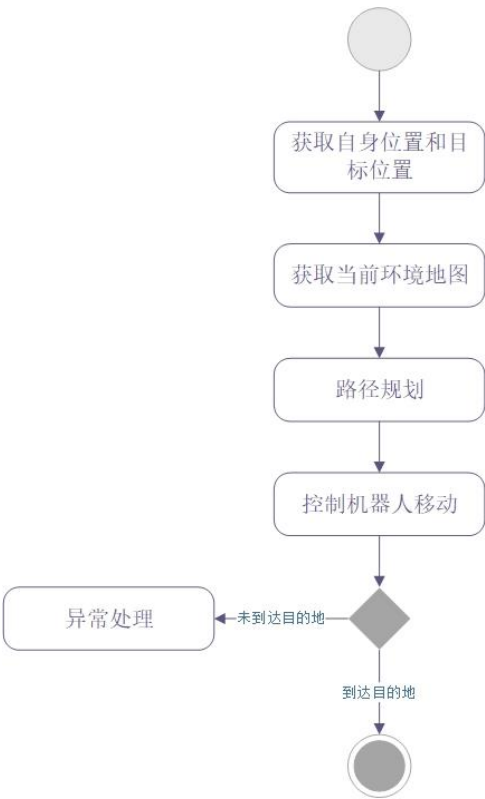 获取自身位置和目
标位置
获取当前环境地图
路径规划
控制机器人移动
异常处理
未到达目的地
到达目的地